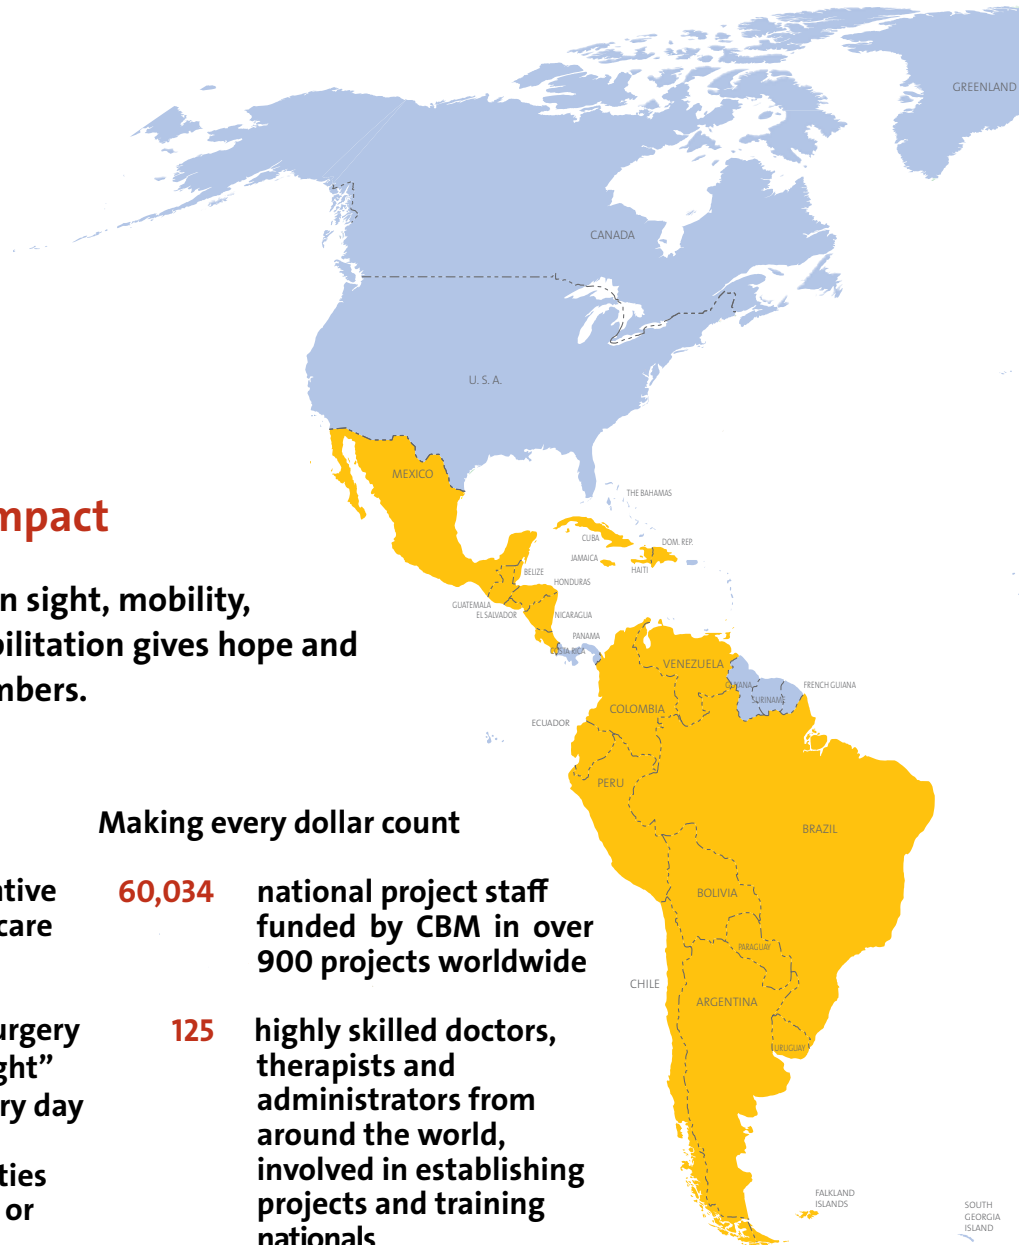 GREENLAND
CANADA
U. S. A.
MEXICO
THE BAHAMAS
CUBA
DOM. REP.
JAMAICA
HAITI
BELIZE
HONDURAS
GUATEMALA
EL SALVADOR
NICARAGUA
PANAMA
COSTA RICA
VENEZUELA
GUYANA
FRENCH GUIANA
SURINAME
COLOMBIA
ECUADOR
PERU
BRAZIL
BOLIVIA
PARAGUAY
CHILE
ARGENTINA
URUGUAY
FALKLAND
ISLANDS
SOUTH
GEORGIA
ISLAND
mpact
n sight, mobility,
bilitation gives hope and
mbers.
ative
care
urgery
ght”
ry day
ties
or
Making every dollar count
60,034 national project staff
funded by CBM in over
900 projects worldwide
125 highly skilled doctors,
therapists and
administrators from
around the world,
involved in establishing
projects and training
nationals